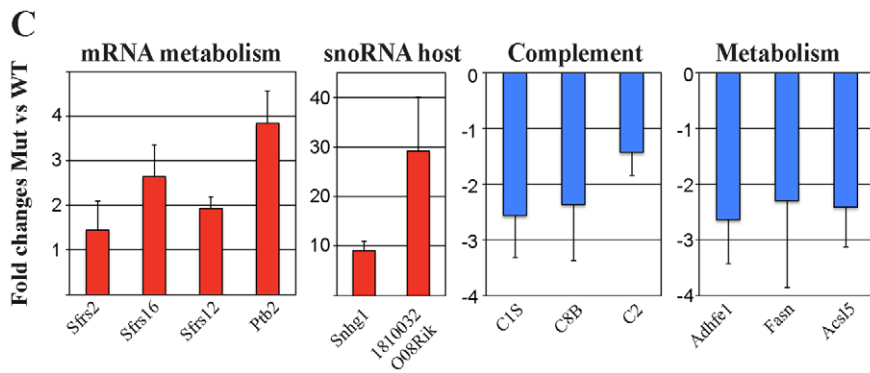 C
mRNA metabolism
snoRNA host
Complement
Metabolism
Fold changes Mut vs WT
4
3
2
1
Sfrs2
Sfrs16
Sfrs12
Ptb2
40
30
20
10
Snhg1
1810032
O08Rik
0
-1
-2
-3
-4
C1S
C8B
C2
0
-1
-2
-3
-4
Adhfe1
Fasn
Acsl5